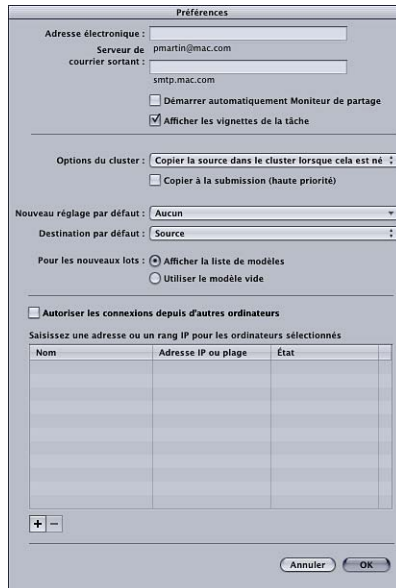 Préférences
Adresse électronique :
pmartin@mac.com
Serveur de
courrier sortant :
smtp.mac.com
Démarrer automatiquement Moniteur de partage
Afficher les vignettes de la tâche
Options du cluster : Copier la source dans le cluster lorsque cela est né
Copier à la submission (haute priorité)
Nouveau réglage par défaut : Aucun
Destination par défaut : Source
Pour les nouveaux lots : Afficher la liste de modèles
Utiliser le modèle vide
Autoriser les connexions depuis d'autres ordinateurs
Saisissez une adresse ou un rang IP pour les ordinateurs sélectionnés
Nom Adresse IP ou plage État
+ −
Annuler OK